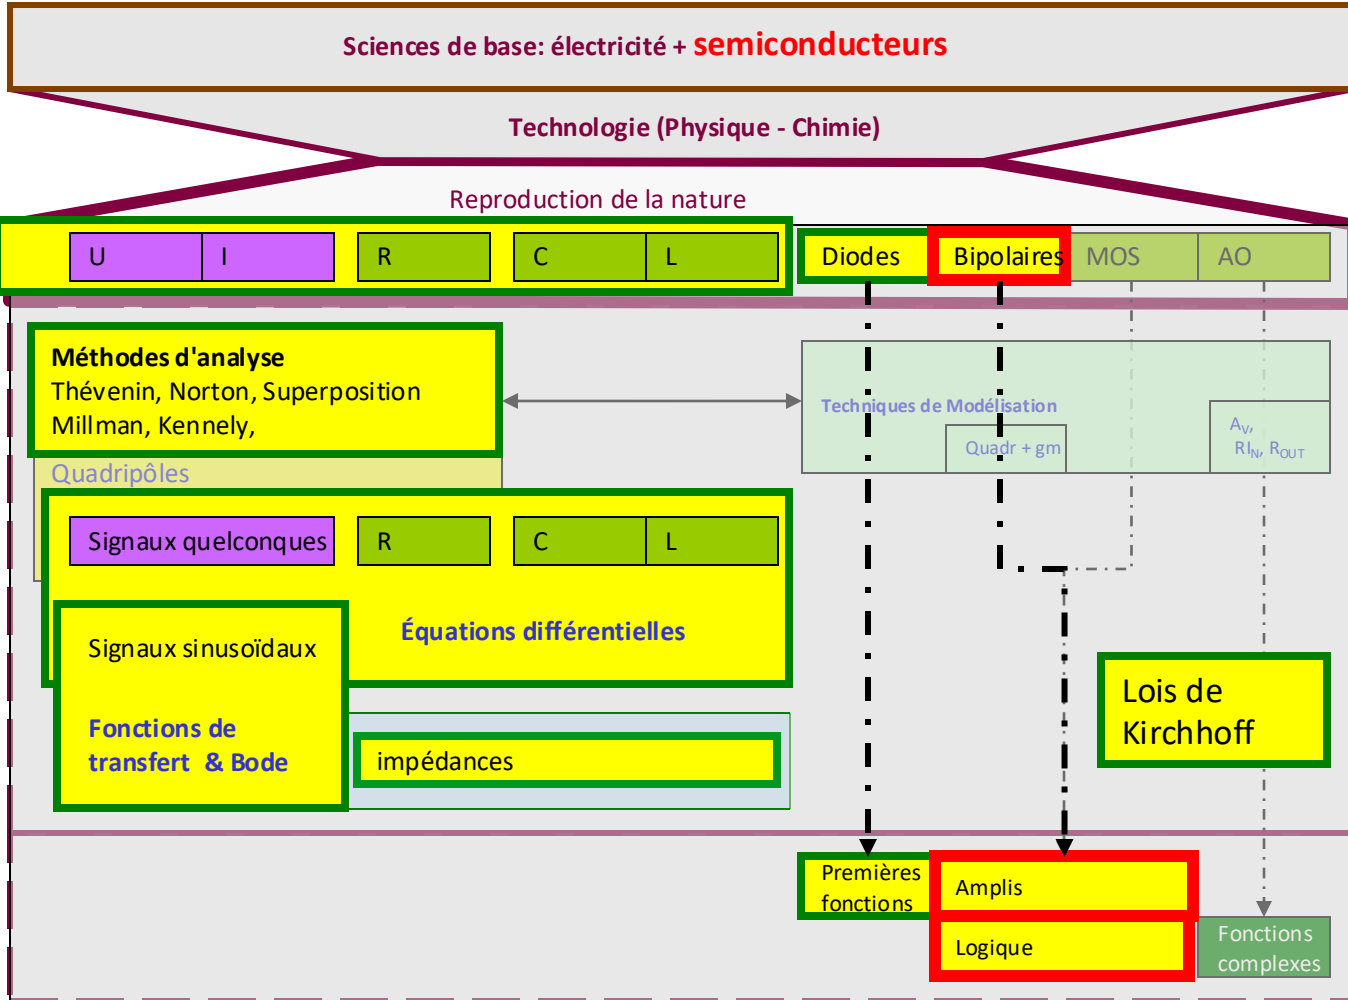 Sciences de base: électricité + semiconducteurs
Technologie (Physique - Chimie)
Reproduction de la nature
U I R C L Diodes Bipolaires MOS AO
Méthodes d'analyse
Thévenin, Norton, Superposition
Millman, Kennely,
Quadripôles
Techniques de Modélisation
Quadr + gm
AV,
RIN, ROUT
Signaux quelconques R C L
Équations différentielles
Signaux sinusoïdaux
Fonctions de
transfert & Bode
impédances
Lois de
Kirchhoff
Premières
fonctions
Amplis
Logique
Fonctions
complexes